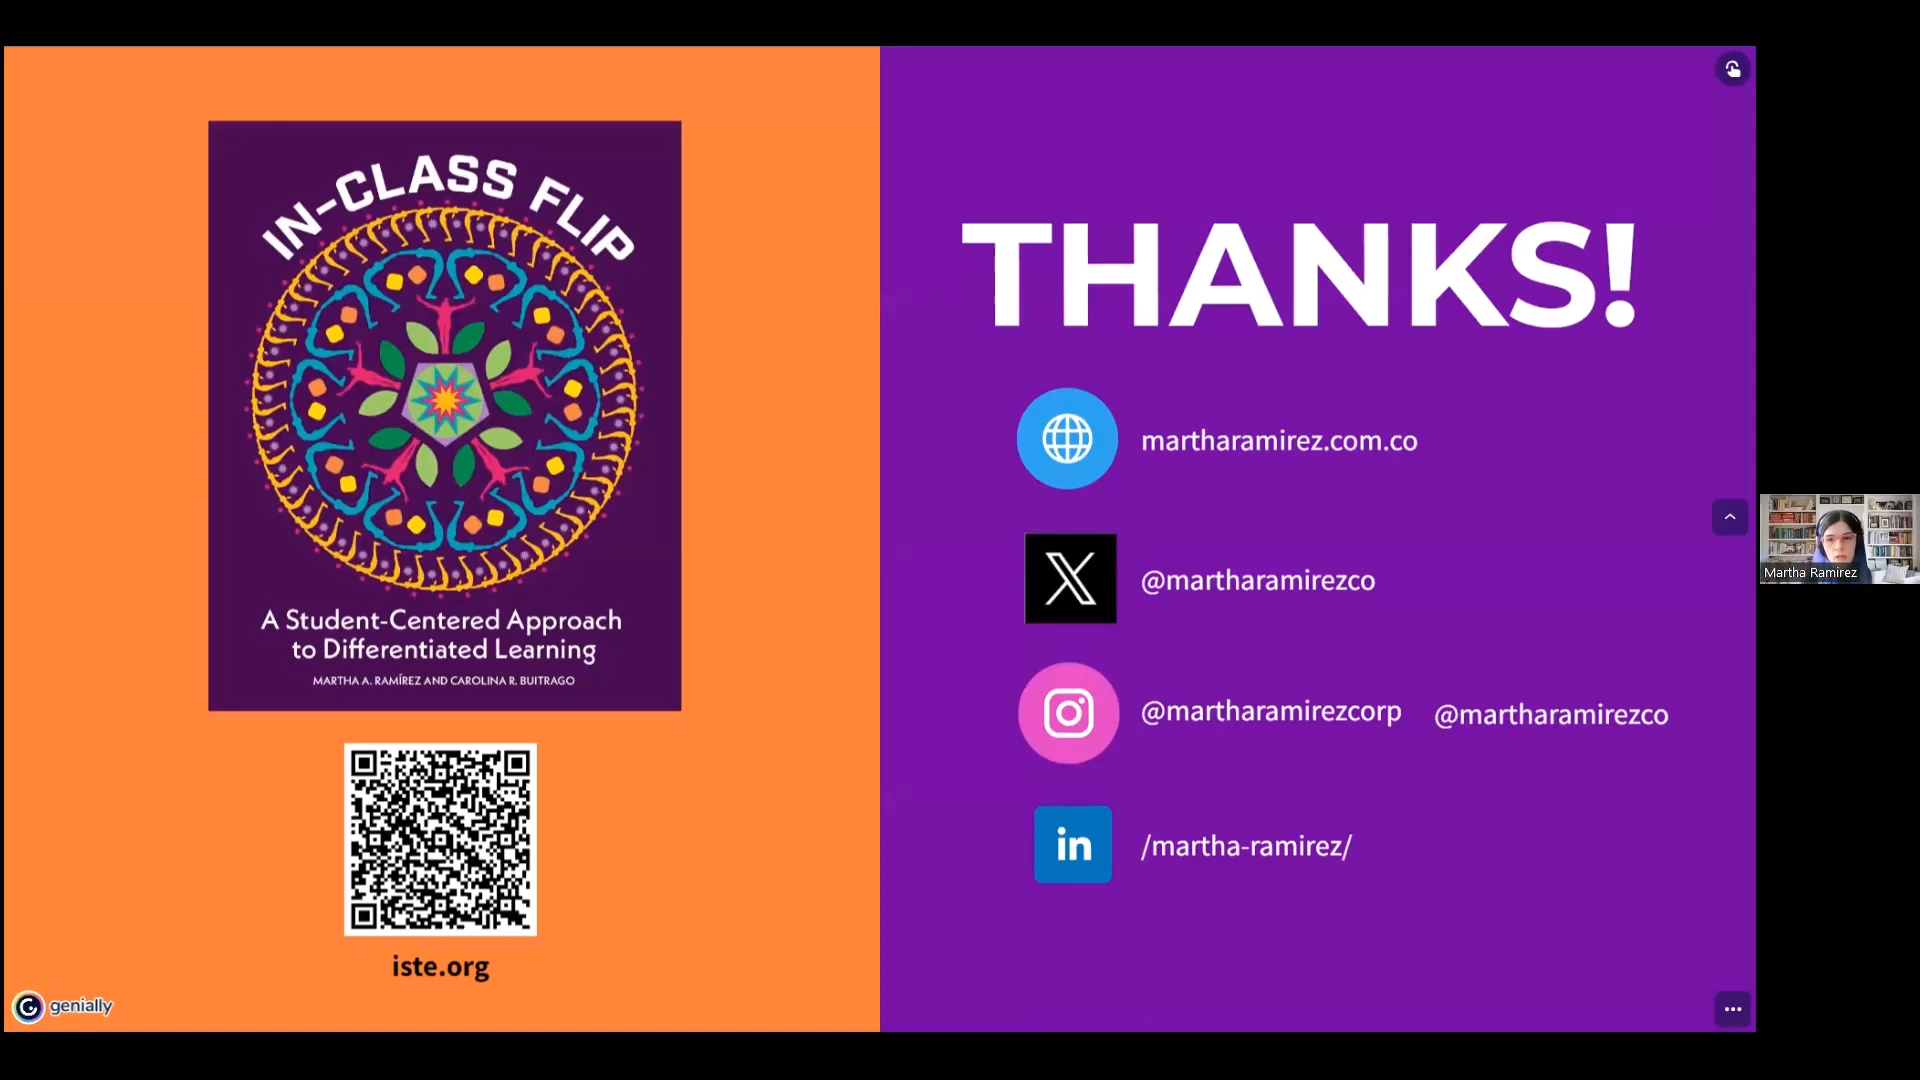 IN-CLASS FLIP
A Student-Centered Approach
to Differentiated Learning
MARTHA A. RAMÍREZ AND CAROLINA R. BUITRAGO
iste.org
genially
THANKS!
martharamirez.com.co
@martharamirezco
@martharamirezcorp @martharamirezco
in /martha-ramirez/
Martha Ramirez